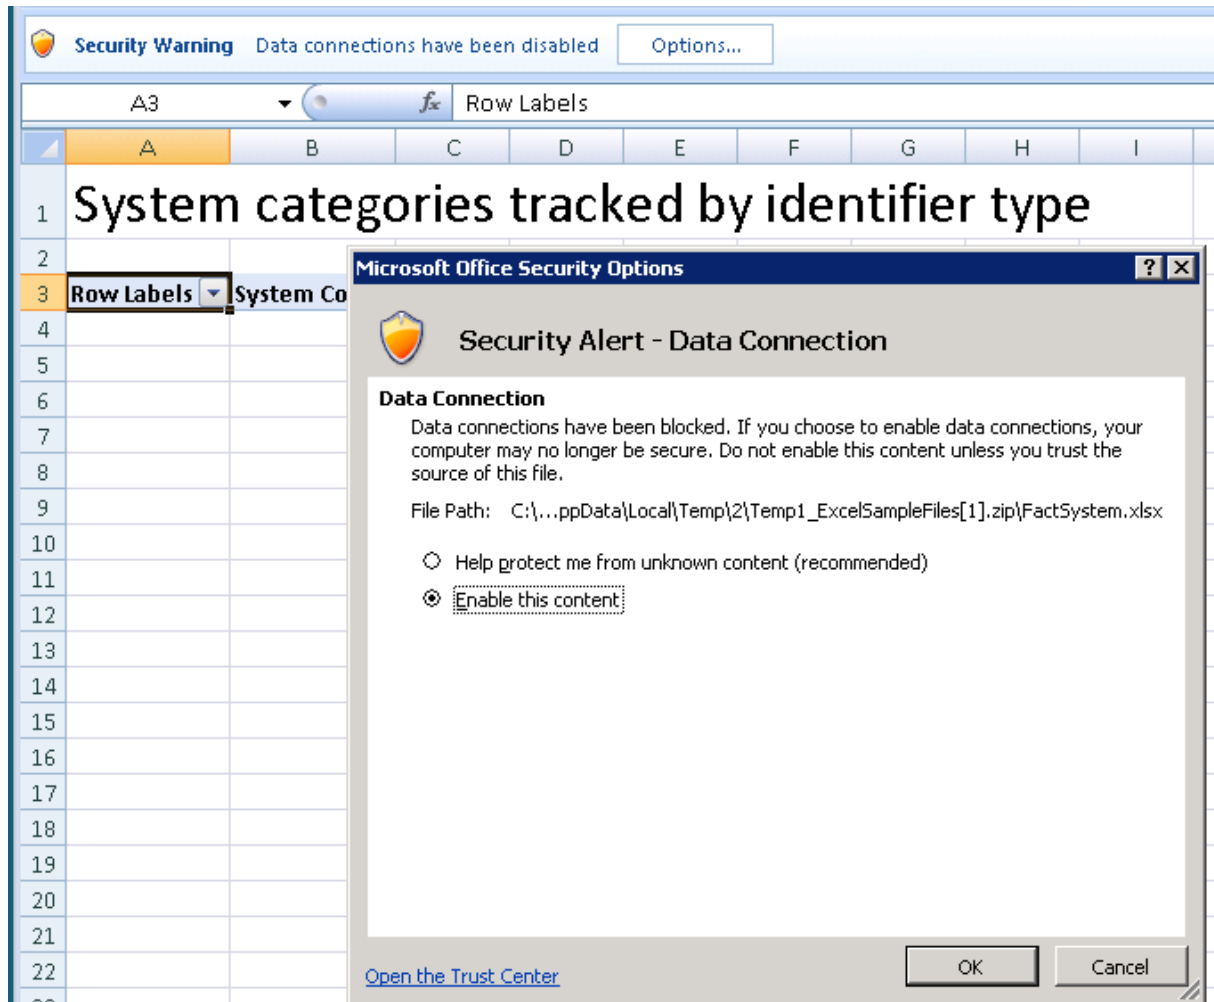 Security Warning Data connections have been disabled Options...
A3 fx Row Labels
A B C D E F G H I
1 System categories tracked by identifier type
2
3 Row Labels System Co
Microsoft Office Security Options
Security Alert - Data Connection
Data Connection
Data connections have been blocked. If you choose to enable data connections, your
computer may no longer be secure. Do not enable this content unless you trust the
source of this file.
File Path: C:\...ppData\Local\Temp\2\Temp1_ExcelSampleFiles[1].zip\FactSystem.xlsx
Help protect me from unknown content (recommended)
Enable this content
Open the Trust Center OK Cancel
4
5
6
7
8
9
10
11
12
13
14
15
16
17
18
19
20
21
22